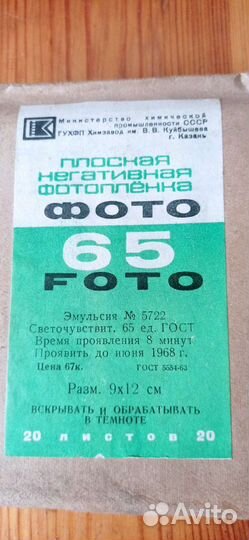 Министерство химической
промышленности СССР
ГУХФП Химзавод им. В. В. Куйбышева
г. Казань
ПЛОСКАЯ
НЕГАТИВНАЯ
ФОТОПЛЁНКА
ФОТО
65
FOTO
Эмульсия № 5722
Светочувствит. 65 ед. ГОСТ
Время проявления 8 минут
Проявить до июня 1968 г.
Цена 67к. ГОСТ 5554-63
Разм. 9х12 см
ВСКРЫВАТЬ и ОБРАБАТЫВАТЬ
В ТЕМНОТЕ
20 ЛИСТОВ 20
Avito